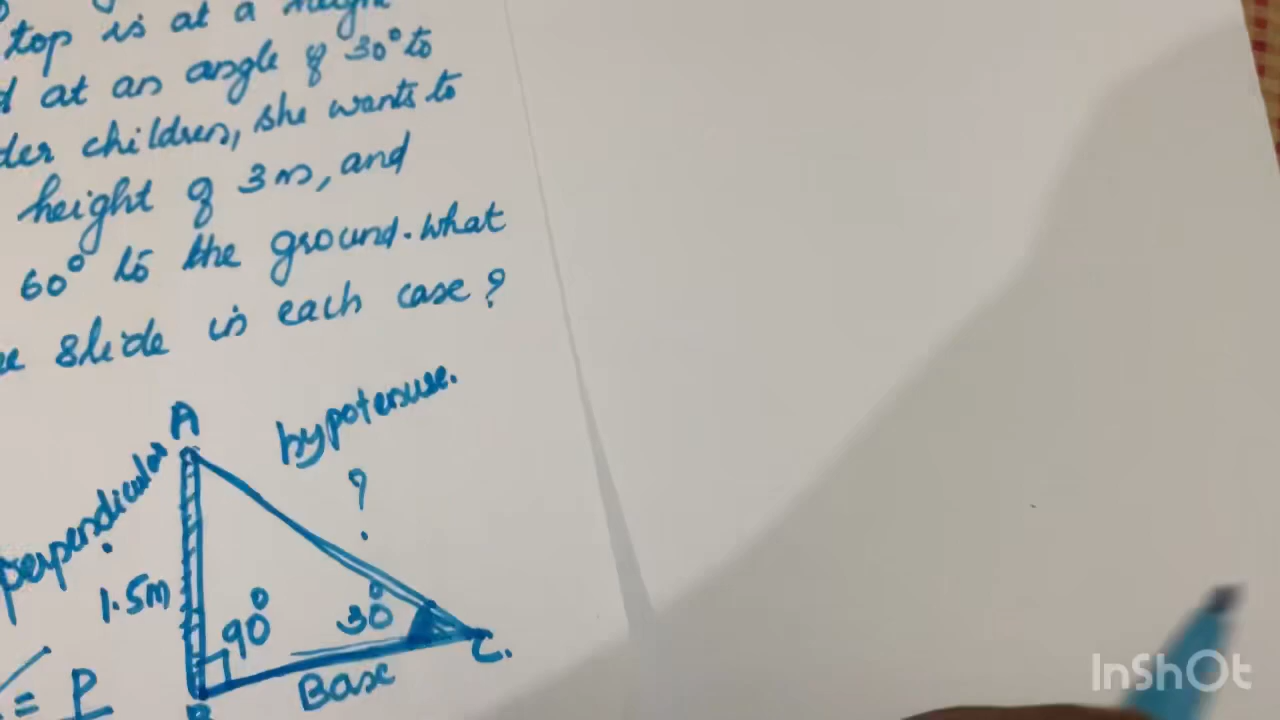 top is at a height
at an angle of 30° to
children, she wants to
height of 3m, and
60° to the ground. what
slide in each case?
A
hypotenuse.
?
perpendicular
1.5m
90°
30°
C.
Base
B
= P
InShOt